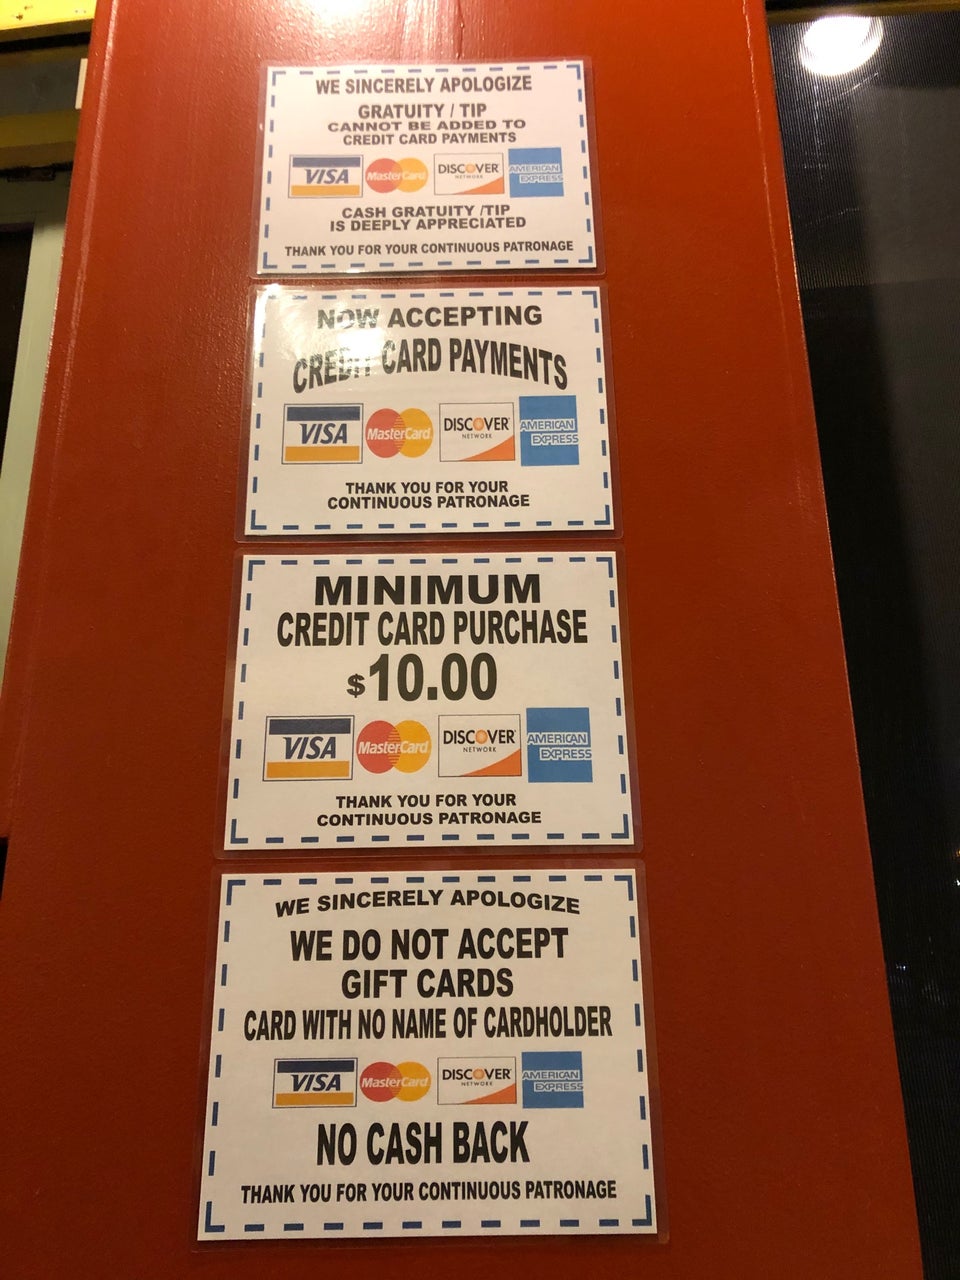 WE SINCERELY APOLOGIZE
GRATUITY / TIP
CANNOT BE ADDED TO
CREDIT CARD PAYMENTS
VISA MasterCard DISCOVER NETWORK AMERICAN EXPRESS
CASH GRATUITY /TIP
IS DEEPLY APPRECIATED
THANK YOU FOR YOUR CONTINUOUS PATRONAGE
NOW ACCEPTING
CREDIT CARD PAYMENTS
VISA MasterCard DISCOVER NETWORK AMERICAN EXPRESS
THANK YOU FOR YOUR
CONTINUOUS PATRONAGE
MINIMUM
CREDIT CARD PURCHASE
$10.00
VISA MasterCard DISCOVER NETWORK AMERICAN EXPRESS
THANK YOU FOR YOUR
CONTINUOUS PATRONAGE
WE SINCERELY APOLOGIZE
WE DO NOT ACCEPT
GIFT CARDS
CARD WITH NO NAME OF CARDHOLDER
VISA MasterCard DISCOVER NETWORK AMERICAN EXPRESS
NO CASH BACK
THANK YOU FOR YOUR CONTINUOUS PATRONAGE